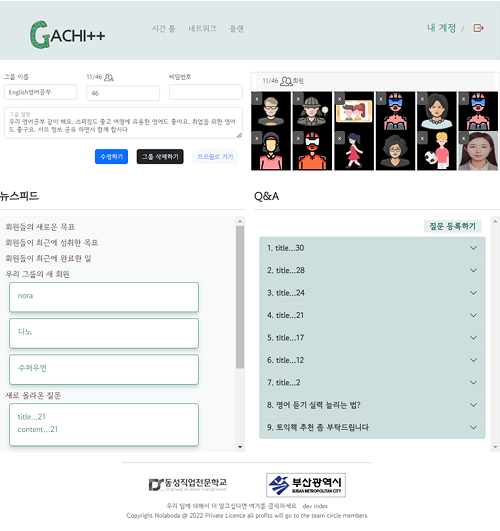 GACHI++
시간 틀
네트워크
플랜
내 계정 /
그룹 이름
11/46
비밀번호
English영어공부
46
그룹 설명
우리 영어공부 같이 해요. 스피킹도 좋고 여행에 유용한 영어도 좋아요. 취업을 위한 영어
도 좋구요. 서로 정보 공유 하면서 함께 합시다
수정하기
그룹 삭제하기
프로필로 가기
11/46 회원
x x x x x x
x x x x x x
뉴스피드
회원들의 새로운 목표
회원들이 최근에 성취한 목표
회원들이 최근에 완료한 일
우리 그룹의 새 회원
nora
디노
수퍼우먼
새로 올라온 질문
title...21
content...21
Q&A
질문 등록하기
1. title...30
2. title...28
3. title...24
4. title...21
5. title...17
6. title...12
7. title...2
8. 영어 듣기 실력 늘리는 법?
9. 토익책 추천 좀 부탁드립니다
동성직업전문학교
부산광역시
BUSAN METROPOLITAN CITY
우리 팀에 대해서 더 알고싶다면 여기를 클릭하세요 dev index
Copyright Nolaboda @ 2022 Private Licence all profits will go to the team circle members